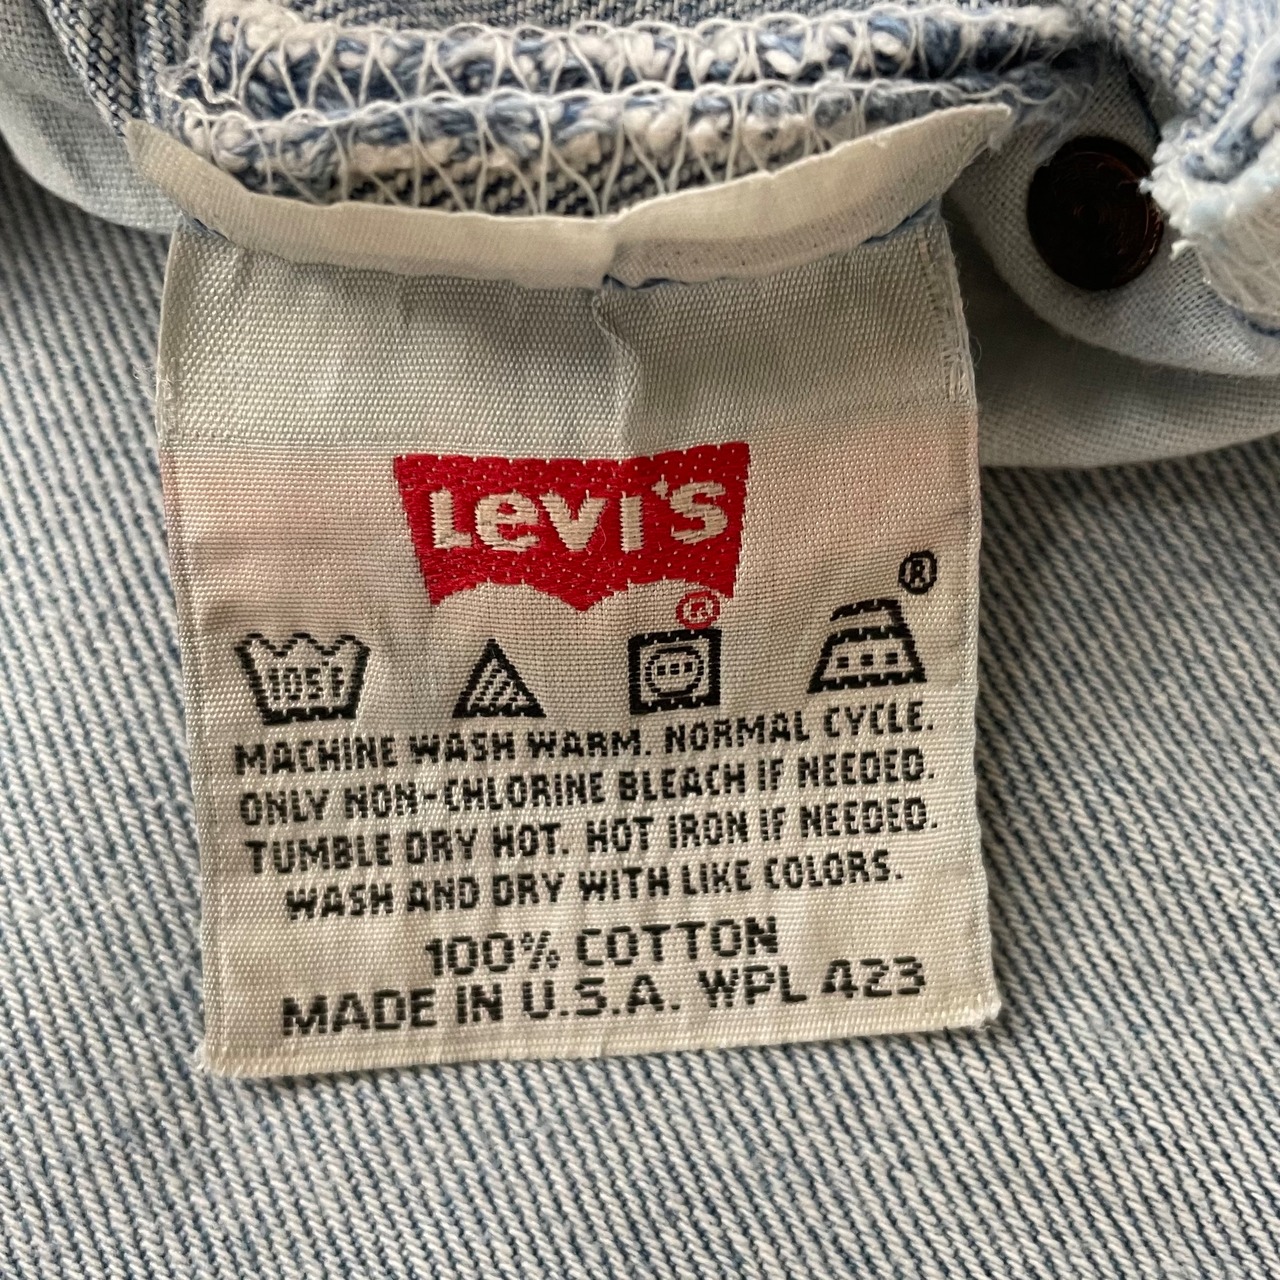 LEVI'S
®
®
105°F
MACHINE WASH WARM. NORMAL CYCLE.
ONLY NON-CHLORINE BLEACH IF NEEDED.
TUMBLE DRY HOT. HOT IRON IF NEEDED.
WASH AND DRY WITH LIKE COLORS.
100% COTTON
MADE IN U.S.A. WPL 423